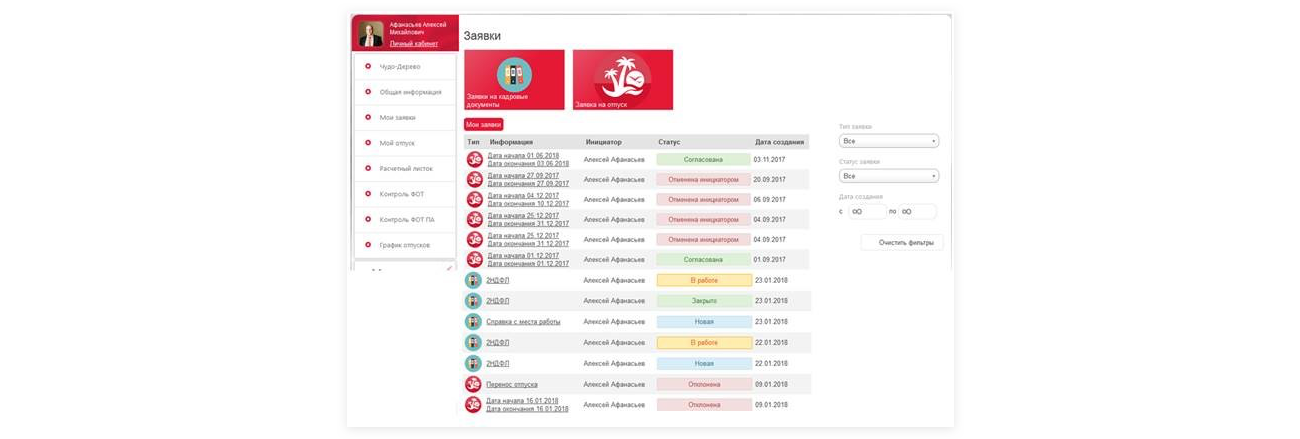 Афанасьев Алексей
Михайлович
Личный кабинет
Чудо-Дерево
Общая информация
Мои заявки
Мой отпуск
Расчетный листок
Контроль ФОТ
Контроль ФОТ ПА
График отпусков
Заявки
Заявки на кадровые
документы
Заявка на отпуск
Мои заявки
Тип Информация Инициатор Статус Дата создания
Дата начала 01.06.2018
Дата окончания 03.06.2018 Алексей Афанасьев Согласована 03.11.2017
Дата начала 27.09.2017
Дата окончания 27.09.2017 Алексей Афанасьев Отменена инициатором 20.09.2017
Дата начала 04.12.2017
Дата окончания 10.12.2017 Алексей Афанасьев Отменена инициатором 06.09.2017
Дата начала 25.12.2017
Дата окончания 31.12.2017 Алексей Афанасьев Отменена инициатором 04.09.2017
Дата начала 25.12.2017
Дата окончания 31.12.2017 Алексей Афанасьев Отменена инициатором 04.09.2017
Дата начала 01.12.2017
Дата окончания 01.12.2017 Алексей Афанасьев Согласована 01.09.2017
2НДФЛ Алексей Афанасьев В работе 23.01.2018
2НДФЛ Алексей Афанасьев Закрыто 23.01.2018
Справка с места работы Алексей Афанасьев Новая 23.01.2018
2НДФЛ Алексей Афанасьев В работе 22.01.2018
2НДФЛ Алексей Афанасьев Новая 22.01.2018
Перенос отпуска Алексей Афанасьев Отклонена 09.01.2018
Дата начала 16.01.2018
Дата окончания 16.01.2018 Алексей Афанасьев Отклонена 09.01.2018
Тип заявки
Все
Статус заявки
Все
Дата создания
с ∞ по ∞
Очистить фильтры